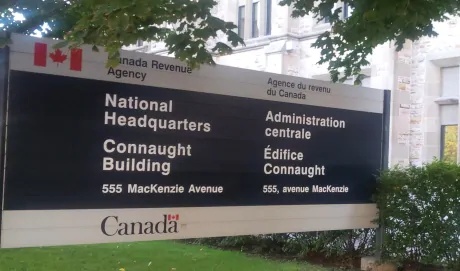 Canada Revenue
Agency
Agence du revenu
du Canada
National
Headquarters
Connaught
Building
555 MacKenzie Avenue
Administration
centrale
Édifice
Connaught
555, avenue MacKenzie
Canada